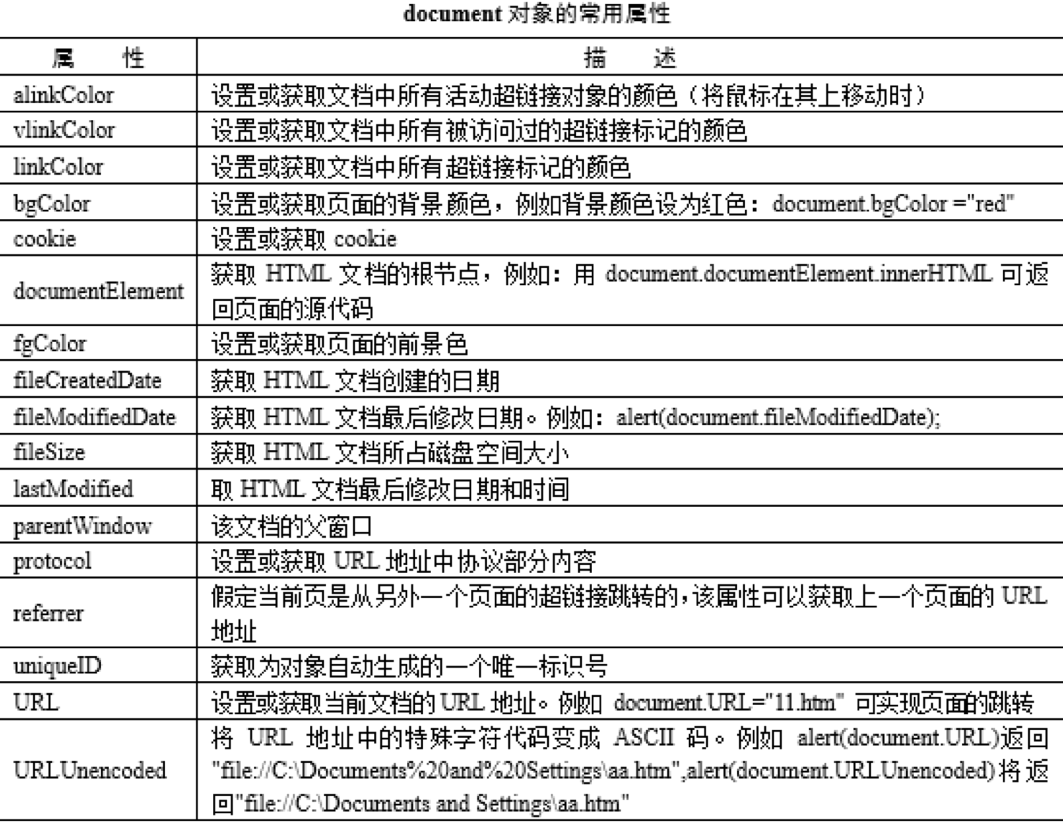 document 对象的常用属性
属 性 描 述
alinkColor 设置或获取文档中所有活动超链接对象的颜色（将鼠标在其上移动时）
vlinkColor 设置或获取文档中所有被访问过的超链接标记的颜色
linkColor 设置或获取文档中所有超链接标记的颜色
bgColor 设置或获取页面的背景颜色，例如背景颜色设为红色：document.bgColor ="red"
cookie 设置或获取 cookie
documentElement 获取 HTML 文档的根节点，例如：用 document.documentElement.innerHTML 可返
回页面的源代码
fgColor 设置或获取页面的前景色
fileCreatedDate 获取 HTML 文档创建的日期
fileModifiedDate 获取 HTML 文档最后修改日期。例如：alert(document.fileModifiedDate);
fileSize 获取 HTML 文档所占磁盘空间大小
lastModified 取 HTML 文档最后修改日期和时间
parentWindow 该文档的父窗口
protocol 设置或获取 URL 地址中协议部分内容
referrer 假定当前页是从另外一个页面的超链接跳转的，该属性可以获取上一个页面的 URL
地址
uniqueID 获取为对象自动生成的一个唯一标识号
URL 设置或获取当前文档的 URL 地址。例如 document.URL="11.htm" 可实现页面的跳转
URLUnencoded 将 URL 地址中的特殊字符代码变成 ASCII 码。例如 alert(document.URL)返回
"file://C:\Documents%20and%20Settings\aa.htm",alert(document.URLUnencoded)将返
回"file://C:\Documents and Settings\aa.htm"